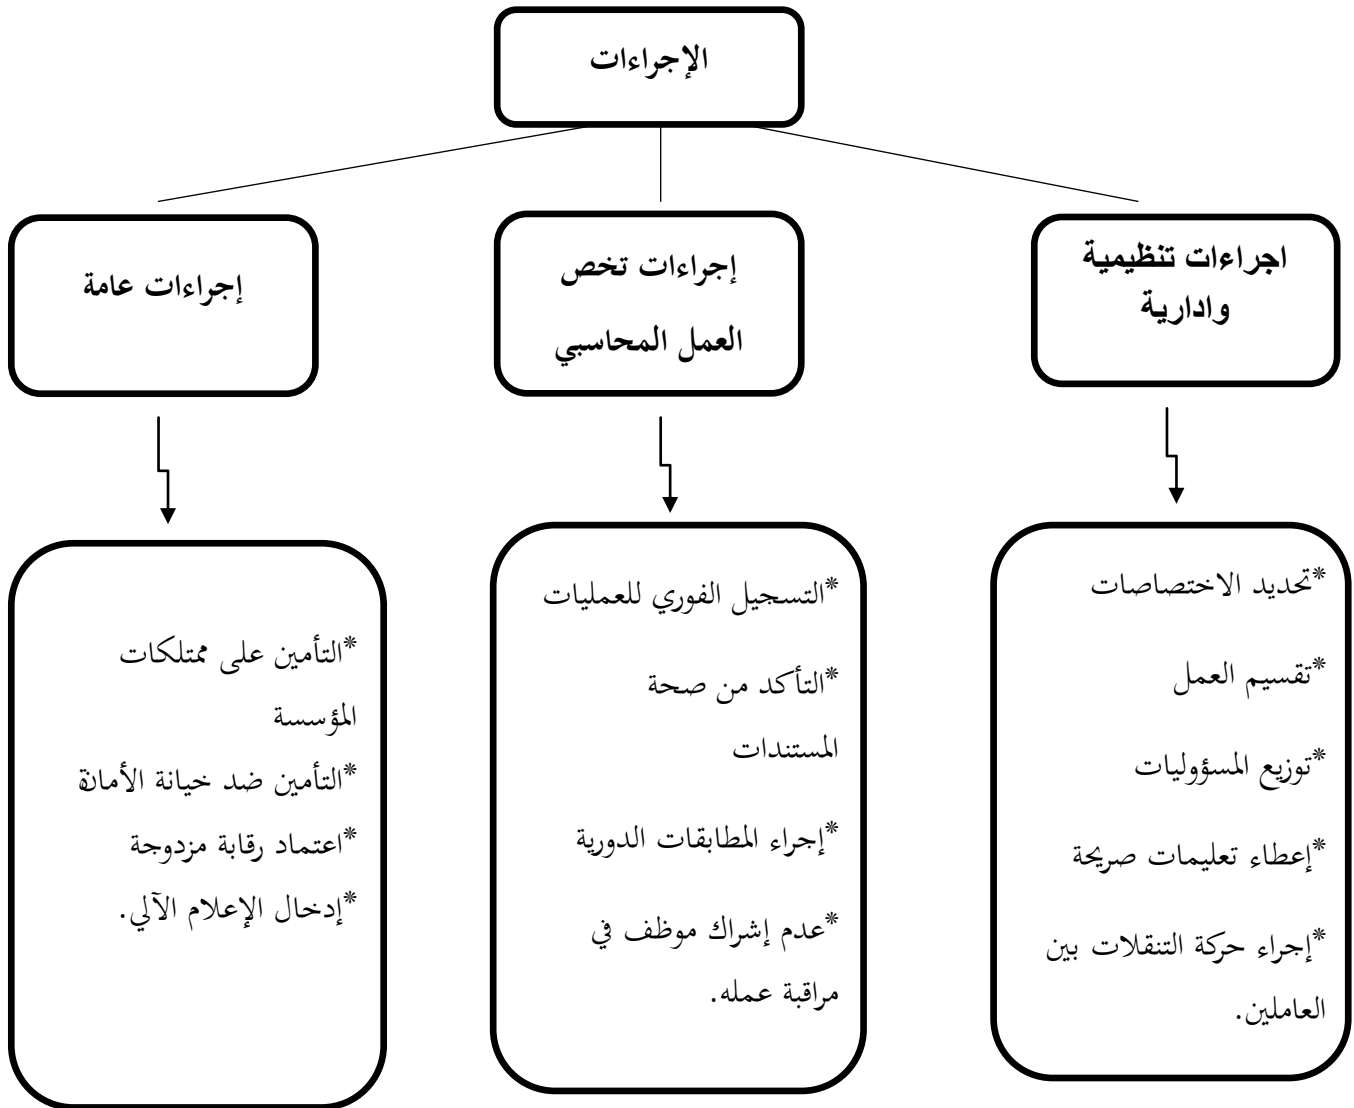 الإجراءات
اجراءات تنظيمية
وادارية
إجراءات تخص
العمل المحاسبي
إجراءات عامة
*تحديد الاختصاصات
*تقسيم العمل
*توزيع المسؤوليات
*إعطاء تعليمات صريحة
*إجراء حركة التنقلات بين
العاملين.
*التسجيل الفوري للعمليات
*التأكد من صحة
المستندات
*إجراء المطابقات الدورية
*عدم إشراك موظف في
مراقبة عمله.
*التأمين على ممتلكات
المؤسسة
*التأمين ضد خيانة الأمانة
*اعتماد رقابة مزدوجة
*إدخال الإعلام الآلي.